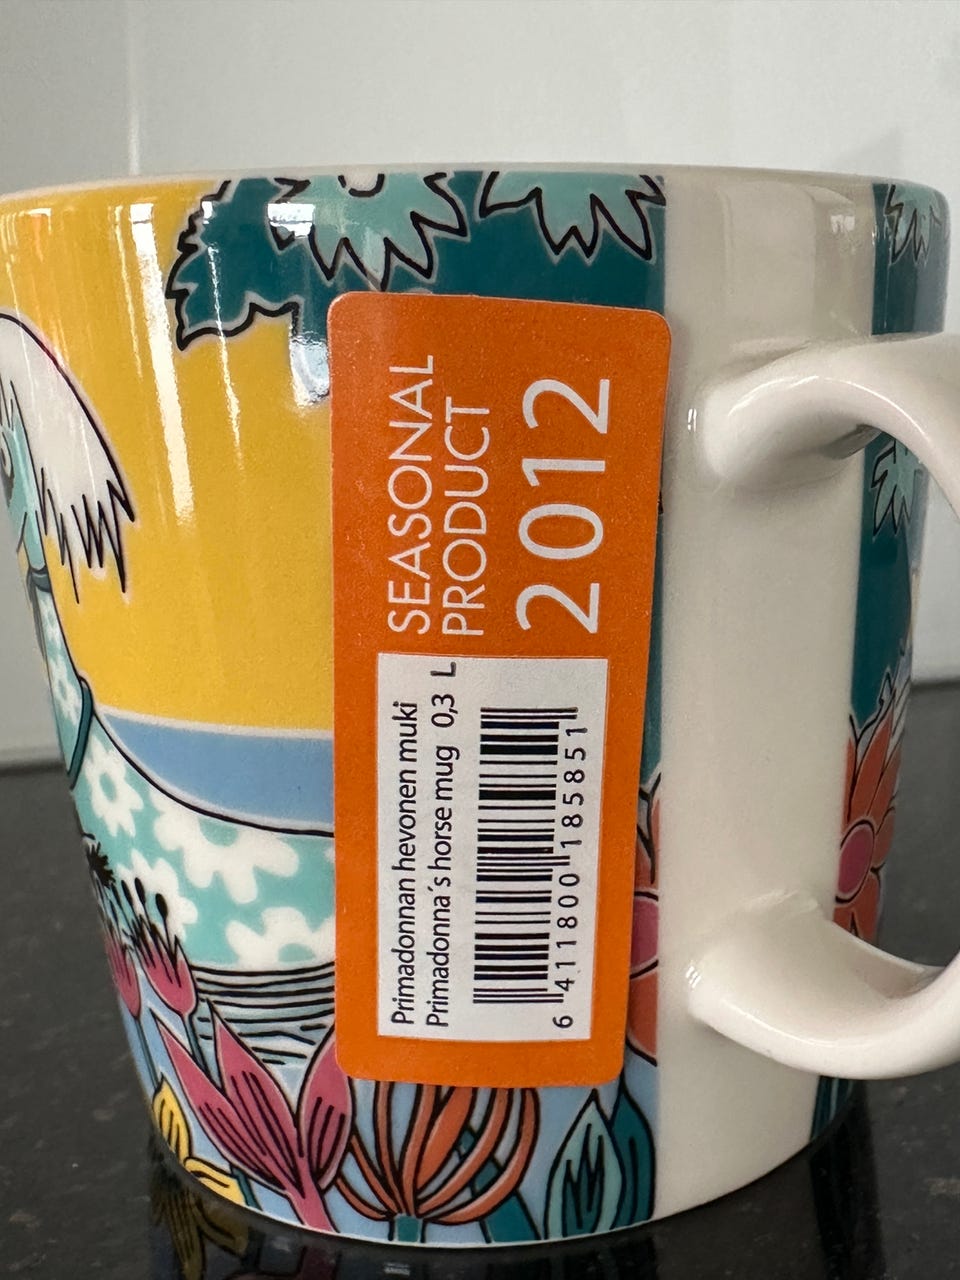 SEASONAL
PRODUCT
2012
Primadonnan hevonen muki
Primadonna´s horse mug 0,3 L
6 411800 185851